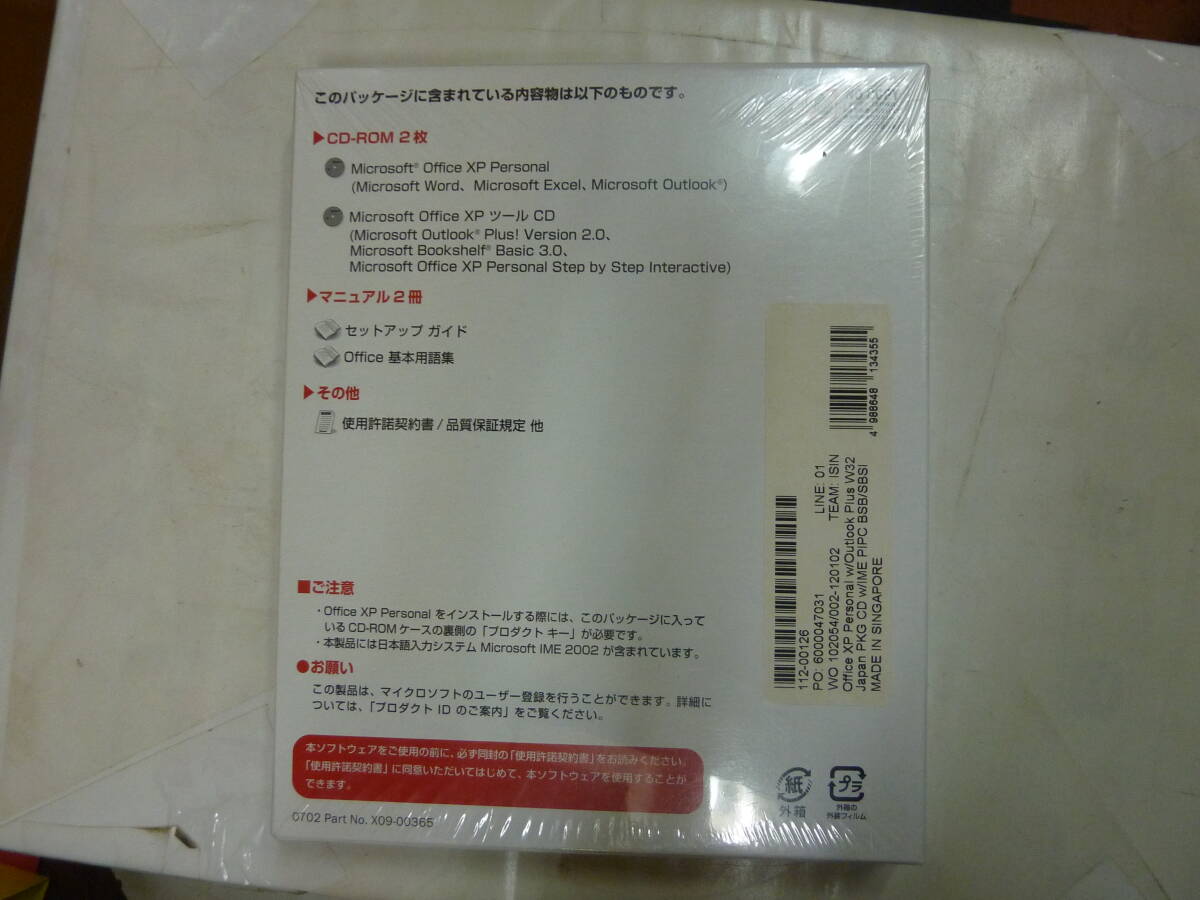 このパッケージに含まれている内容物は以下のものです。
▶CD-ROM 2枚
Microsoft® Office XP Personal
(Microsoft Word、Microsoft Excel、Microsoft Outlook®)
Microsoft Office XP ツール CD
(Microsoft Outlook® Plus! Version 2.0、
Microsoft Bookshelf® Basic 3.0、
Microsoft Office XP Personal Step by Step Interactive)
▶マニュアル2冊
セットアップ ガイド
Office 基本用語集
▶その他
使用許諾契約書 / 品質保証規定 他
■ご注意
・Office XP Personal をインストールする際には、このパッケージに入って
いる CD-ROM ケースの裏側の「プロダクト キー」が必要です。
・本製品には日本語入力システム Microsoft IME 2002 が含まれています。
●お願い
この製品は、マイクロソフトのユーザー登録を行うことができます。詳細に
ついては、「プロダクト ID のご案内」をご覧ください。
本ソフトウェアをご使用の前に、必ず同封の「使用許諾契約書」をお読みください。
「使用許諾契約書」に同意いただいてはじめて、本ソフトウェアを使用することが
できます。
0702 Part No. X09-00365
4 988648 134355
112-00126
PO: 6000047031 LINE: 01
WO 102054/002-120102 TEAM: ISIN
Office XP Personal w/Outlook Plus W32
Japan PKG CD w/IME PIPC BSB/SBSI
MADE IN SINGAPORE
紙
外箱
プラ
外箱の
外装フィルム